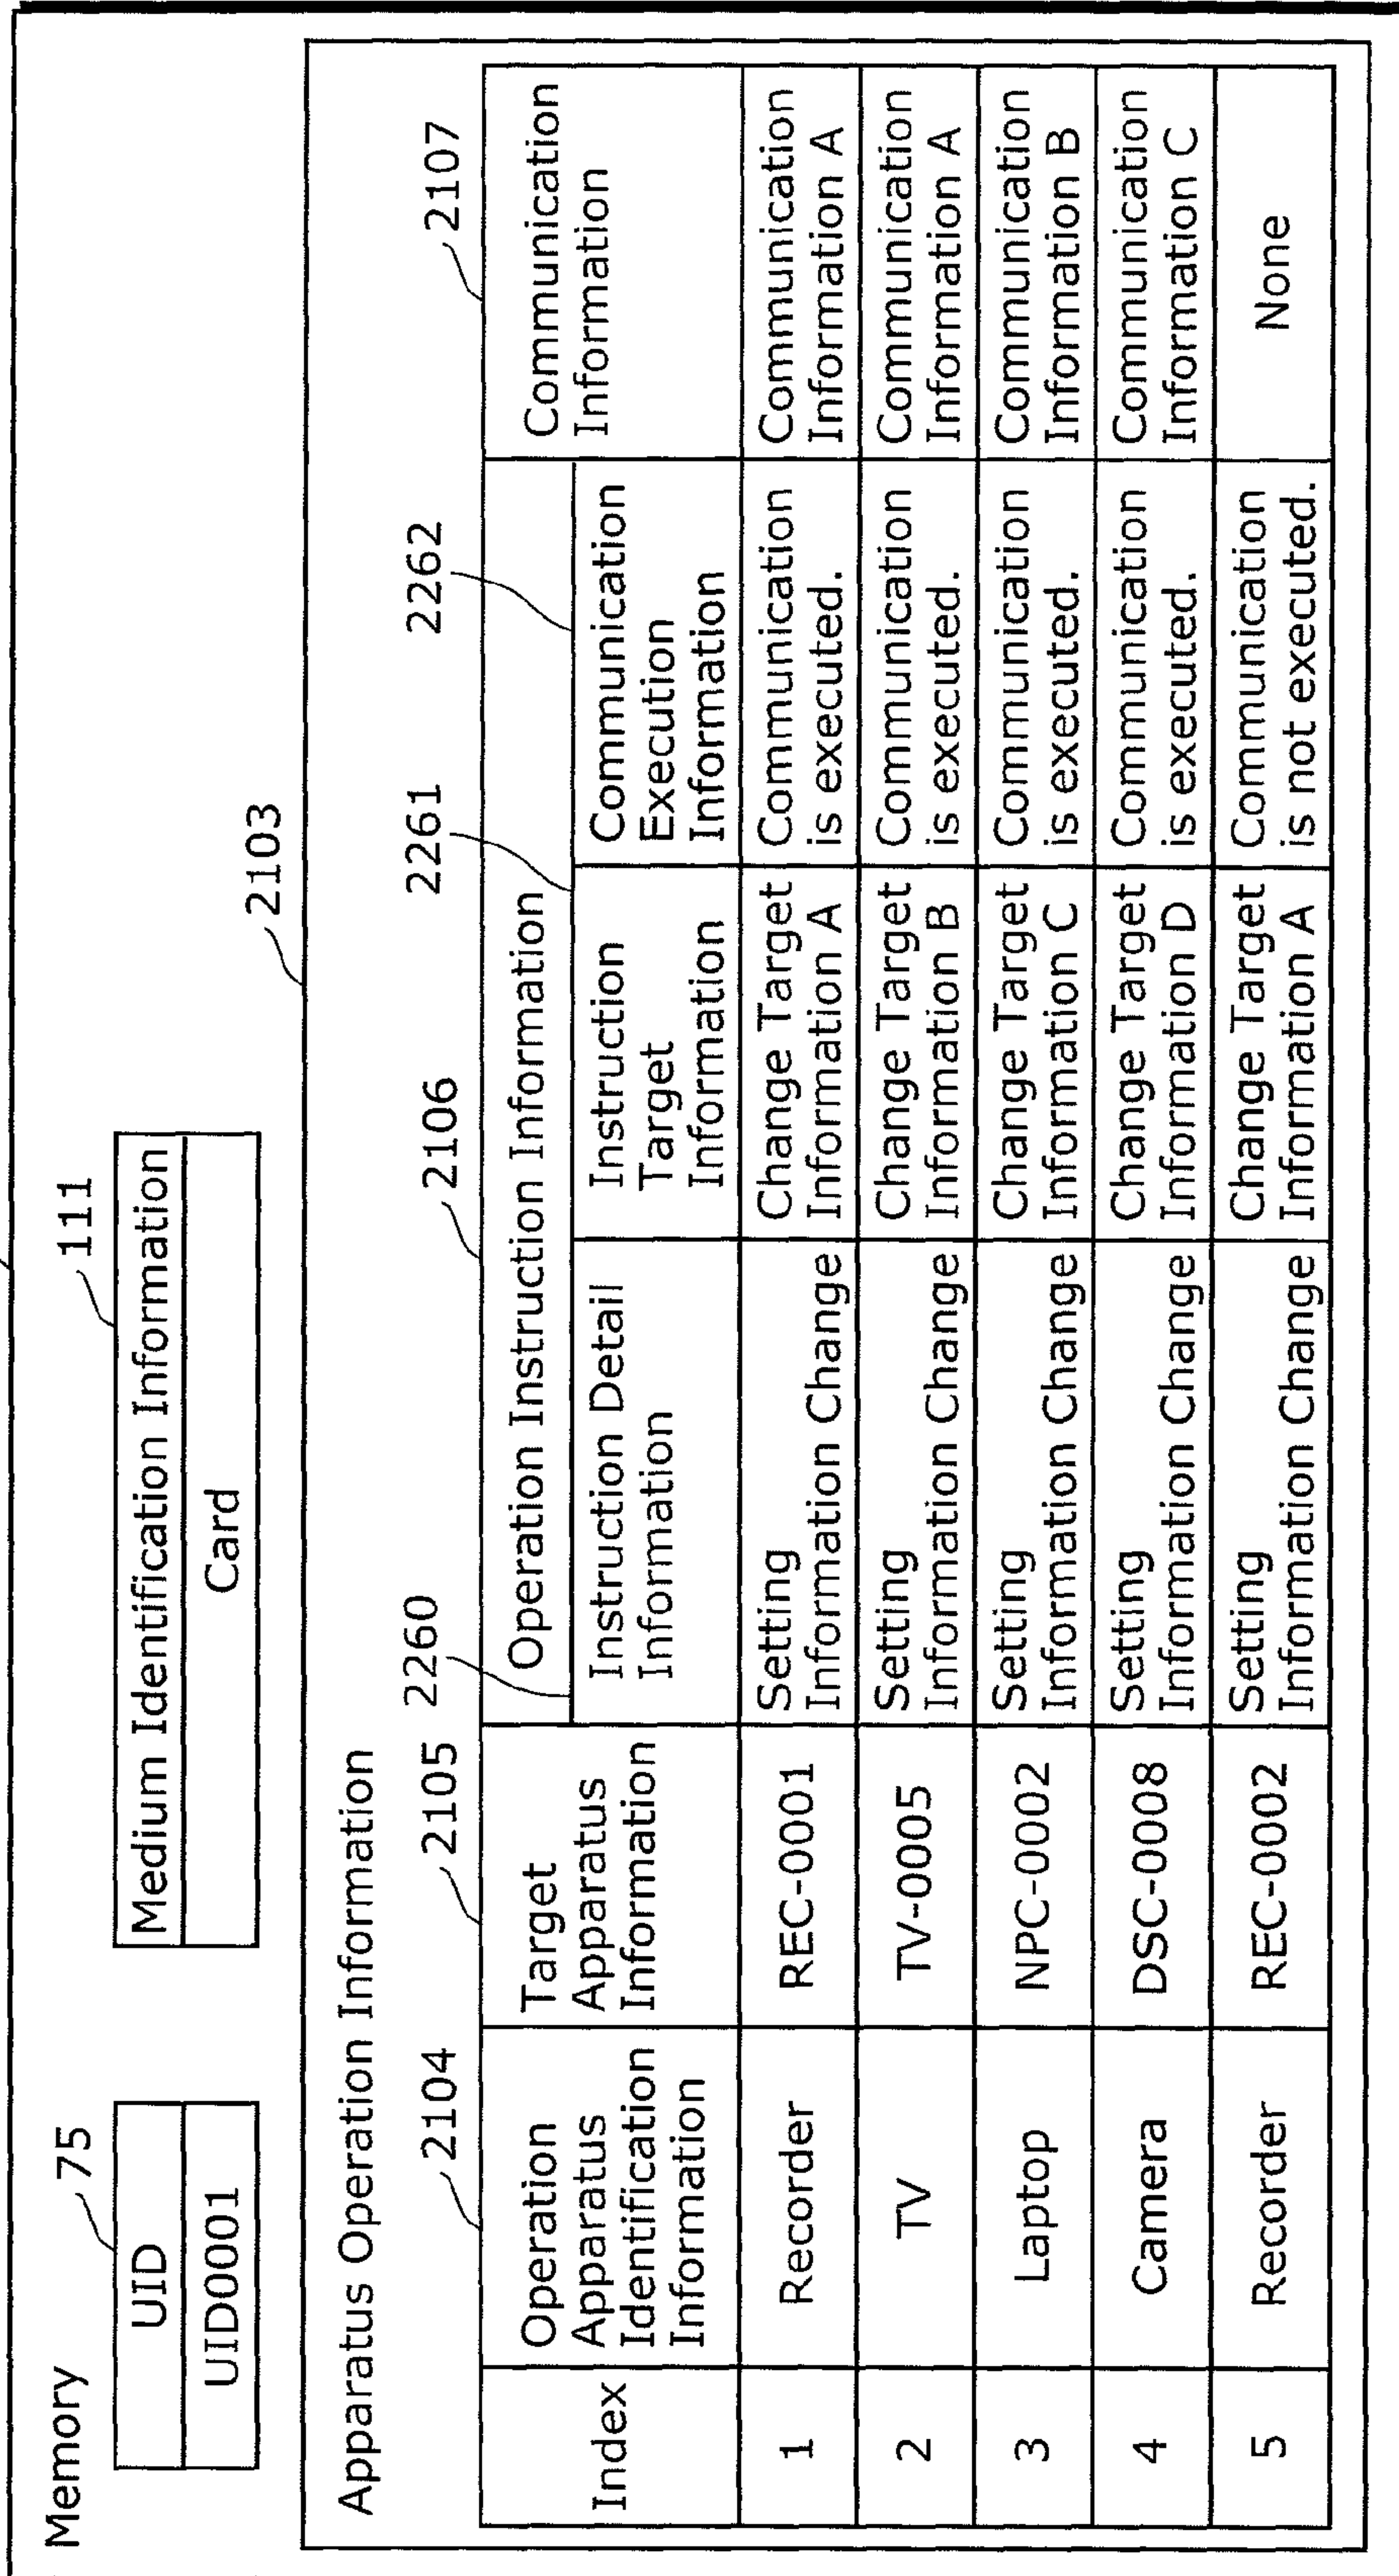 Memory
75
UID
UID0001
111
Medium Identification Information
Card
2103
Apparatus Operation Information
2104
2105
2260
2106
2261
2262
2107
Index
Operation
Apparatus
Identification
Information
Target
Apparatus
Information
Operation Instruction Information
Instruction Detail
Information
Instruction
Target
Information
Communication
Execution
Information
Communication
Information
1
Recorder
REC-0001
Setting
Information Change
Change Target
Information A
Communication
is executed.
Communication
Information A
2
TV
TV-0005
Setting
Information Change
Change Target
Information B
Communication
is executed.
Communication
Information A
3
Laptop
NPC-0002
Setting
Information Change
Change Target
Information C
Communication
is executed.
Communication
Information B
4
Camera
DSC-0008
Setting
Information Change
Change Target
Information D
Communication
is executed.
Communication
Information C
5
Recorder
REC-0002
Setting
Information Change
Change Target
Information A
Communication
is not executed.
None